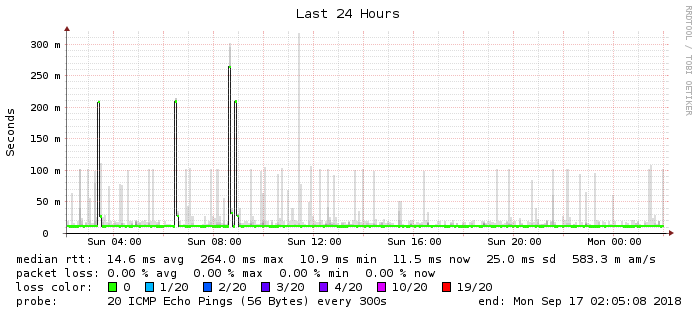 Last 24 Hours
RRDTOOL / TOBI OETIKER
Seconds
300 m
250 m
200 m
150 m
100 m
50 m
0
Sun 04:00 Sun 08:00 Sun 12:00 Sun 16:00 Sun 20:00 Mon 00:00
median rtt: 14.6 ms avg 264.0 ms max 10.9 ms min 11.5 ms now 25.0 ms sd 583.3 m am/s
packet loss: 0.00 % avg 0.00 % max 0.00 % min 0.00 % now
loss color: 0 1/20 2/20 3/20 4/20 10/20 19/20
probe: 20 ICMP Echo Pings (56 Bytes) every 300s end: Mon Sep 17 02:05:08 2018